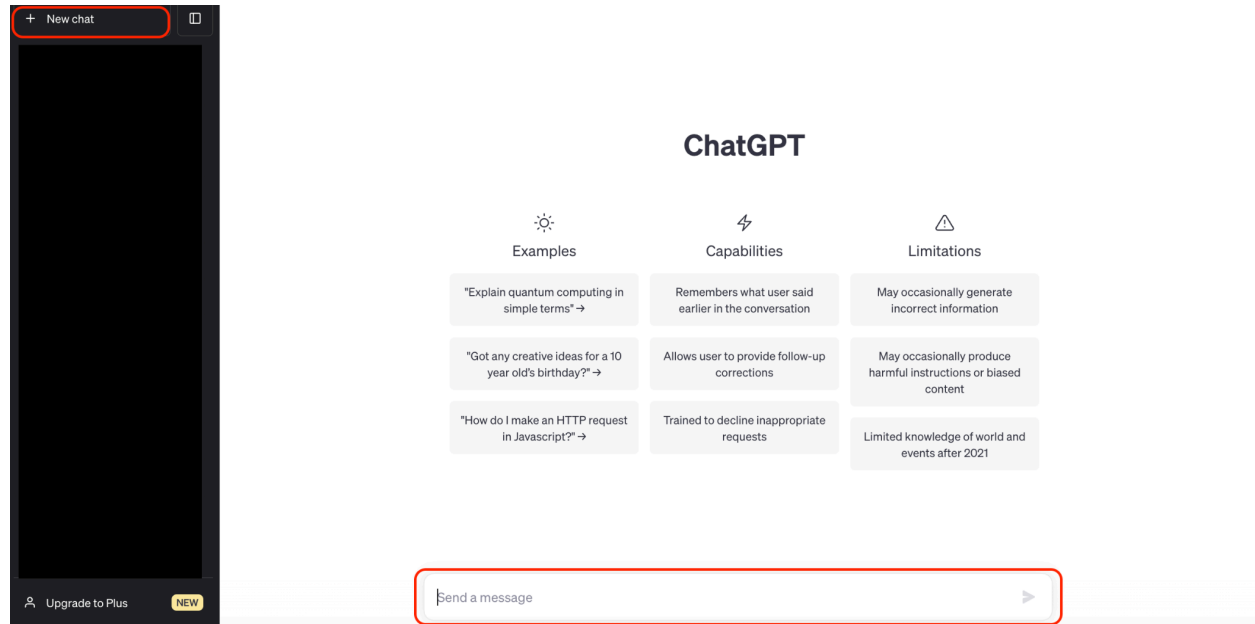 + New chat
ChatGPT
Examples
"Explain quantum computing in
simple terms" →
"Got any creative ideas for a 10
year old's birthday?" →
"How do I make an HTTP request
in Javascript?" →
Capabilities
Remembers what user said
earlier in the conversation
Allows user to provide follow-up
corrections
Trained to decline inappropriate
requests
Limitations
May occasionally generate
incorrect information
May occasionally produce
harmful instructions or biased
content
Limited knowledge of world and
events after 2021
Upgrade to Plus NEW
Send a message